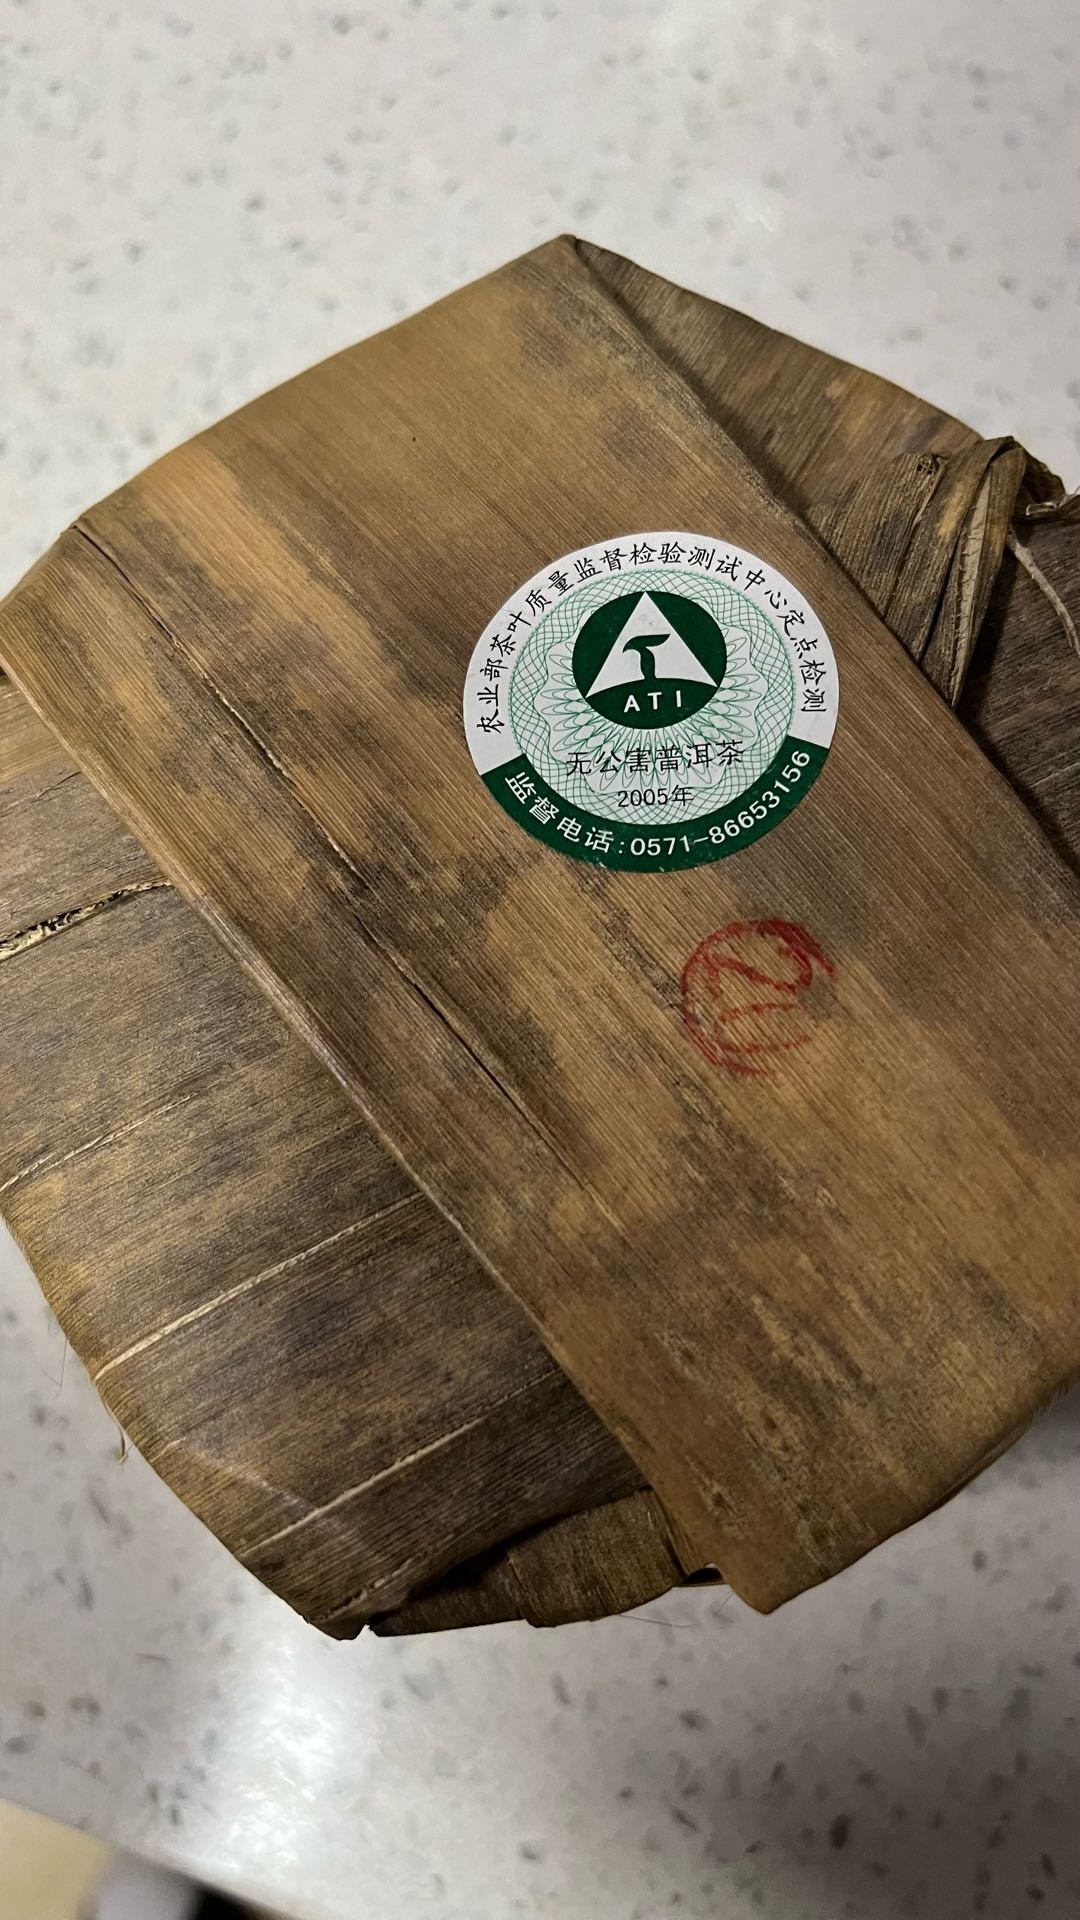 农业部茶叶质量监督检验测试中心定点检测
ATI
无公害普洱茶
2005年
监督电话:0571-86653156